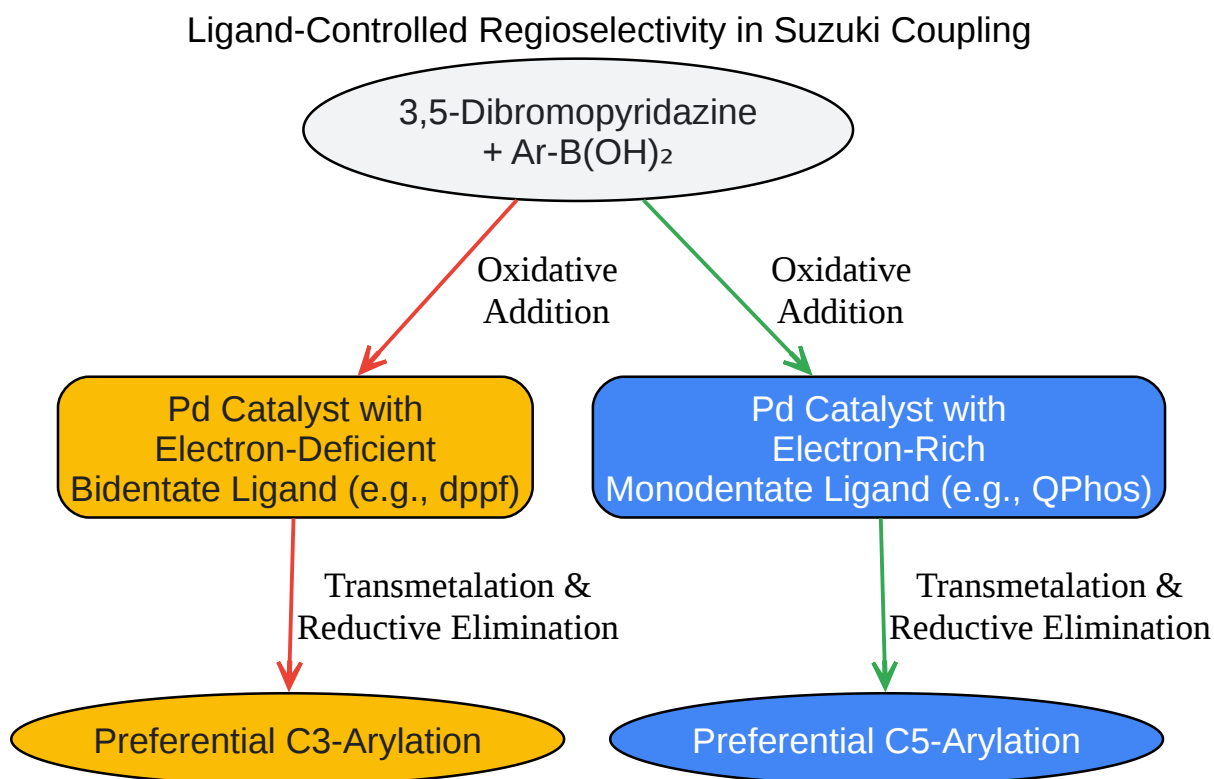 Ligand-Controlled Regioselectivity in Suzuki Coupling
3,5-Dibromopyridazine
+ Ar-B(OH)₂
Oxidative
Addition
Oxidative
Addition
Pd Catalyst with
Electron-Deficient
Bidentate Ligand (e.g., dppf)
Pd Catalyst with
Electron-Rich
Monodentate Ligand (e.g., QPhos)
Transmetalation &
Reductive Elimination
Transmetalation &
Reductive Elimination
Preferential C3-Arylation
Preferential C5-Arylation